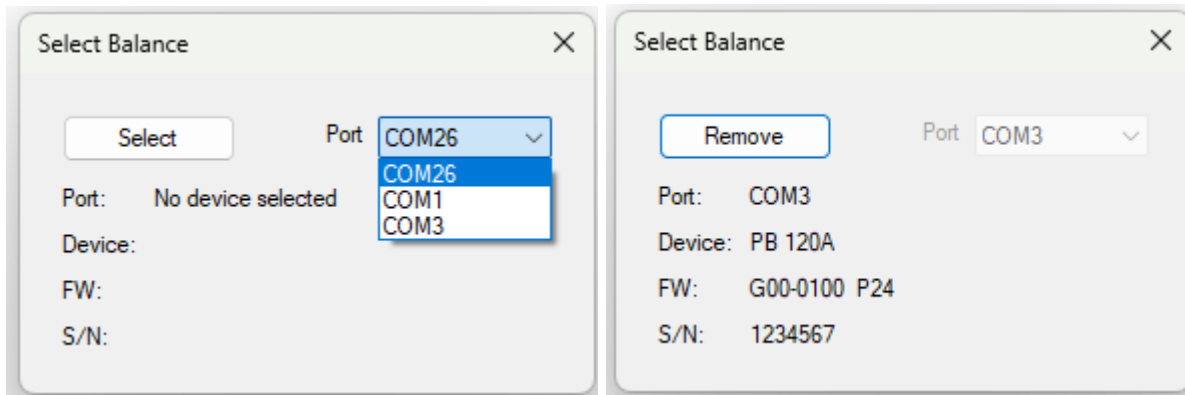 Select Balance
Select Port COM26
COM26
COM1
COM3
Port: No device selected
Device:
FW:
S/N:
Select Balance
Remove Port COM3
Port: COM3
Device: PB 120A
FW: G00-0100 P24
S/N: 1234567